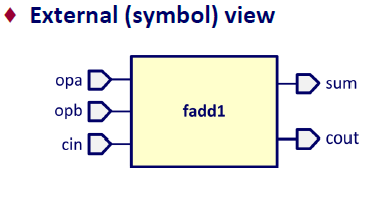 External (symbol) view
opa
opb
cin
fadd1
sum
cout